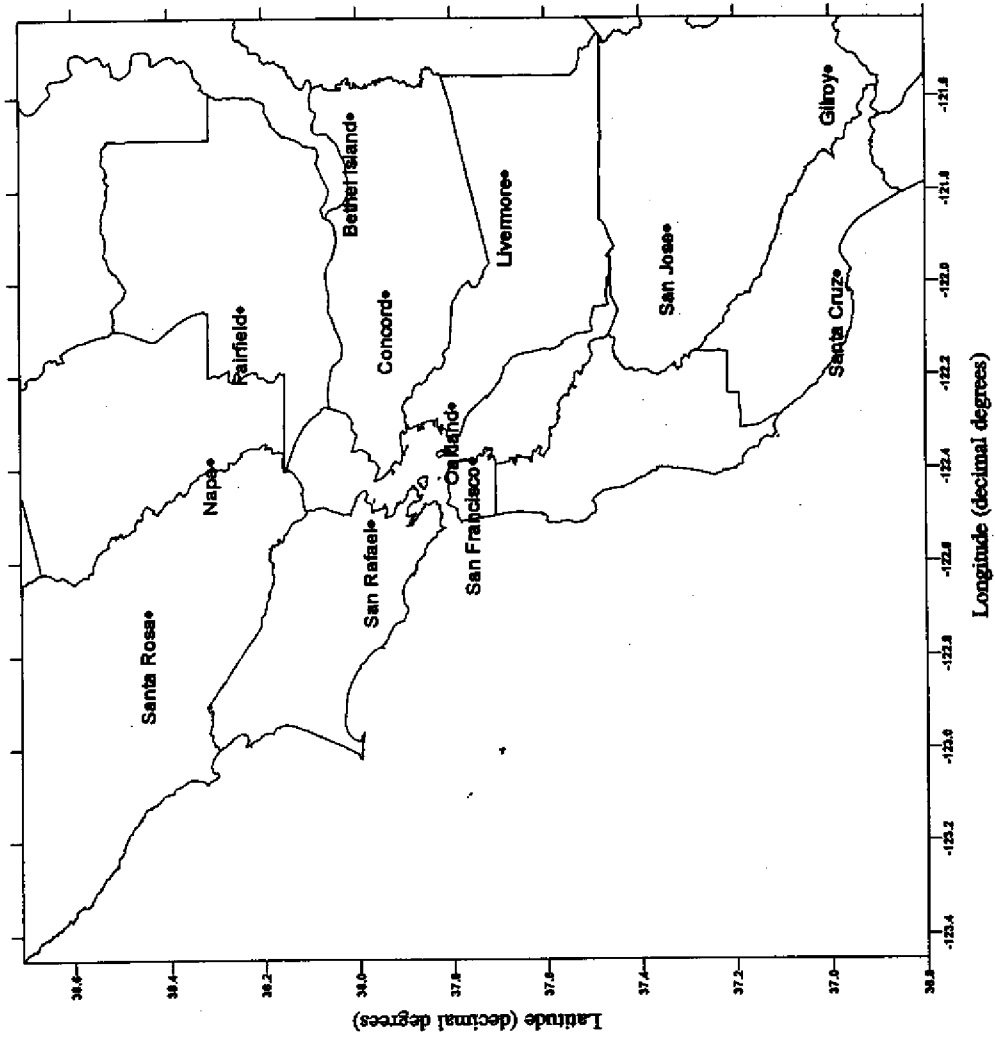 Santa Rosa
Napa
Fairfield
Bethel Island
San Rafael
Concord
Oakland
San Francisco
Livermore
San Jose
Gilroy
Santa Cruz
Latitude (decimal degrees)
38.6
38.4
38.2
38.0
37.8
37.6
37.4
37.2
37.0
36.8
-123.4
-123.2
-123.0
-122.8
-122.6
-122.4
-122.2
-122.0
-121.8
-121.6
Longitude (decimal degrees)